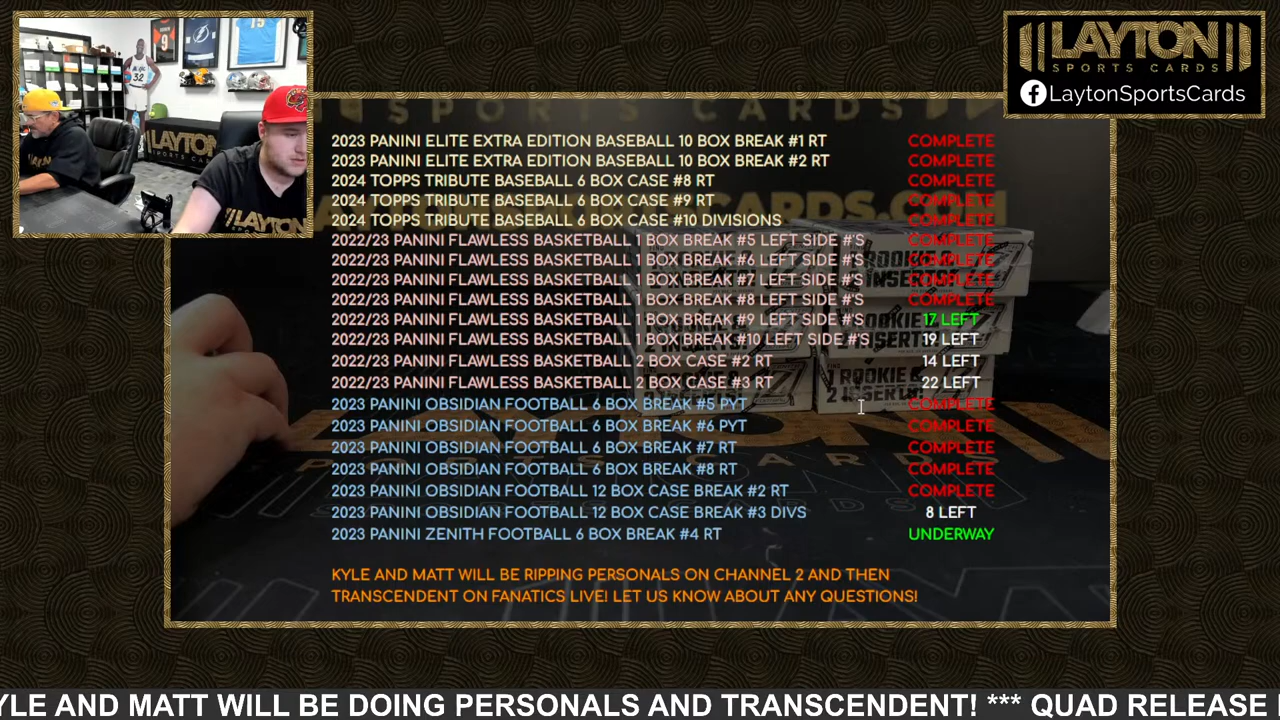 LAYTON
SPORTS CARDS
LaytonSportsCards
SPORTS CARDS
2023 PANINI ELITE EXTRA EDITION BASEBALL 10 BOX BREAK #1 RT COMPLETE
2023 PANINI ELITE EXTRA EDITION BASEBALL 10 BOX BREAK #2 RT COMPLETE
2024 TOPPS TRIBUTE BASEBALL 6 BOX CASE #8 RT COMPLETE
2024 TOPPS TRIBUTE BASEBALL 6 BOX CASE #9 RT COMPLETE
2024 TOPPS TRIBUTE BASEBALL 6 BOX CASE #10 DIVISIONS COMPLETE
2022/23 PANINI FLAWLESS BASKETBALL 1 BOX BREAK #5 LEFT SIDE #'S COMPLETE
2022/23 PANINI FLAWLESS BASKETBALL 1 BOX BREAK #6 LEFT SIDE #'S COMPLETE
2022/23 PANINI FLAWLESS BASKETBALL 1 BOX BREAK #7 LEFT SIDE #'S COMPLETE
2022/23 PANINI FLAWLESS BASKETBALL 1 BOX BREAK #8 LEFT SIDE #'S COMPLETE
2022/23 PANINI FLAWLESS BASKETBALL 1 BOX BREAK #9 LEFT SIDE #'S 17 LEFT
2022/23 PANINI FLAWLESS BASKETBALL 1 BOX BREAK #10 LEFT SIDE #'S 19 LEFT
2022/23 PANINI FLAWLESS BASKETBALL 2 BOX CASE #2 RT 14 LEFT
2022/23 PANINI FLAWLESS BASKETBALL 2 BOX CASE #3 RT 22 LEFT
2023 PANINI OBSIDIAN FOOTBALL 6 BOX BREAK #5 PYT COMPLETE
2023 PANINI OBSIDIAN FOOTBALL 6 BOX BREAK #6 PYT COMPLETE
2023 PANINI OBSIDIAN FOOTBALL 6 BOX BREAK #7 RT COMPLETE
2023 PANINI OBSIDIAN FOOTBALL 6 BOX BREAK #8 RT COMPLETE
2023 PANINI OBSIDIAN FOOTBALL 12 BOX CASE BREAK #2 RT COMPLETE
2023 PANINI OBSIDIAN FOOTBALL 12 BOX CASE BREAK #3 DIVS 8 LEFT
2023 PANINI ZENITH FOOTBALL 6 BOX BREAK #4 RT UNDERWAY
KYLE AND MATT WILL BE RIPPING PERSONALS ON CHANNEL 2 AND THEN
TRANSCENDENT ON FANATICS LIVE! LET US KNOW ABOUT ANY QUESTIONS!
YLE AND MATT WILL BE DOING PERSONALS AND TRANSCENDENT! *** QUAD RELEASE